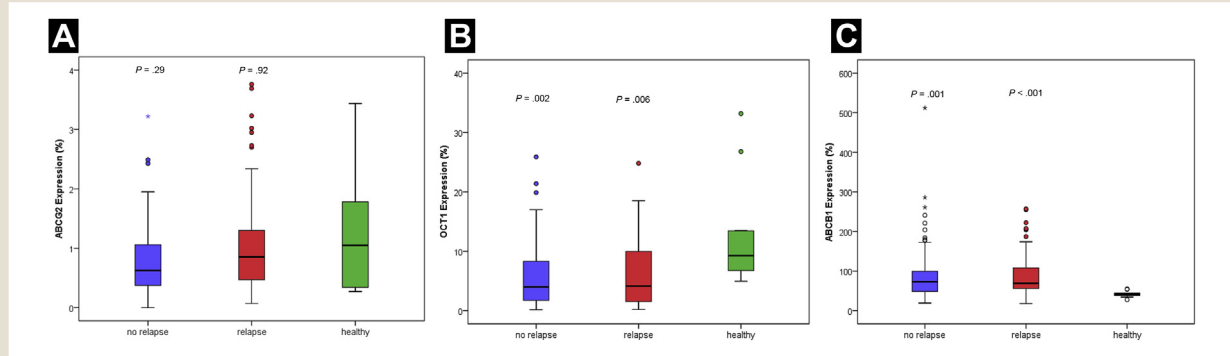 A
P = .29
P = .92
4
3
2
1
0
ABCG2 Expression (%)
no relapse
relapse
healthy
B
P = .002
P = .006
40
30
20
10
0
OCT1 Expression (%)
no relapse
relapse
healthy
C
P = .001
P < .001
600
500
400
300
200
100
0
ABCB1 Expression (%)
no relapse
relapse
healthy